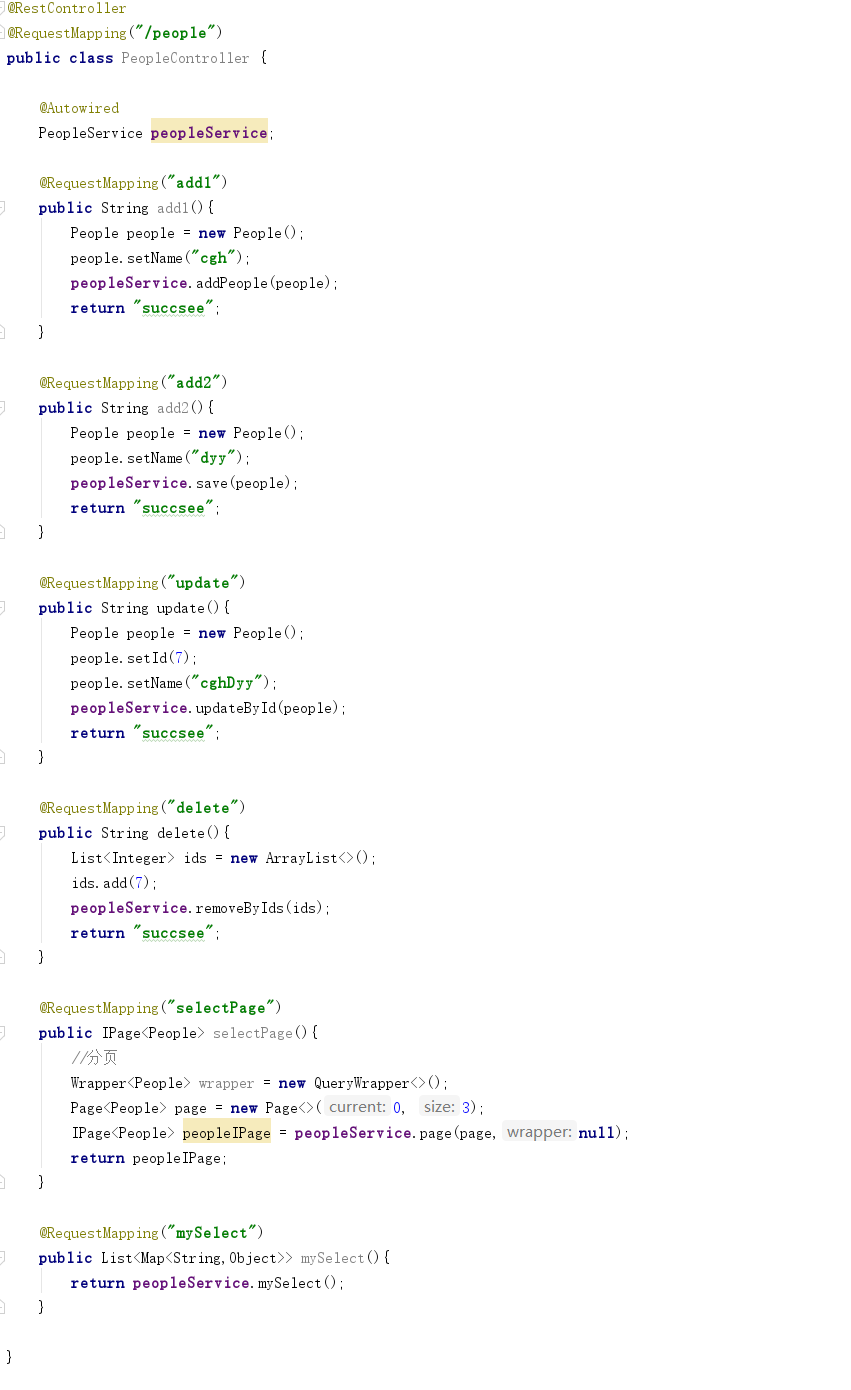 @RestController
@RequestMapping("/people")
public class PeopleController {
@Autowired
PeopleService peopleService;
@RequestMapping("add1")
public String add1(){
People people = new People();
people.setName("cgh");
peopleService.addPeople(people);
return "succsee";
}
@RequestMapping("add2")
public String add2(){
People people = new People();
people.setName("dyy");
peopleService.save(people);
return "succsee";
}
@RequestMapping("update")
public String update(){
People people = new People();
people.setId(7);
people.setName("cghDyy");
peopleService.updateById(people);
return "succsee";
}
@RequestMapping("delete")
public String delete(){
List<Integer> ids = new ArrayList<>();
ids.add(7);
peopleService.removeByIds(ids);
return "succsee";
}
@RequestMapping("selectPage")
public IPage<People> selectPage(){
//分页
Wrapper<People> wrapper = new QueryWrapper<>();
Page<People> page = new Page<>( current: 0, size: 3);
IPage<People> peopleIPage = peopleService.page(page, wrapper: null);
return peopleIPage;
}
@RequestMapping("mySelect")
public List<Map<String,Object>> mySelect(){
return peopleService.mySelect();
}
}